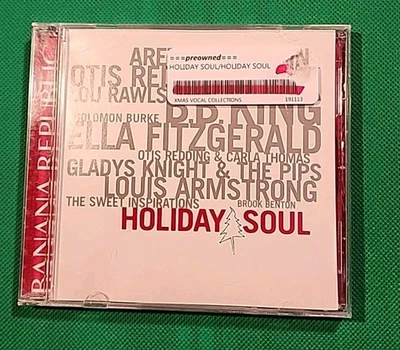 ===preowned===
HOLIDAY SOUL/HOLIDAY SOUL
XMAS VOCAL COLLECTIONS 191113
OTIS RED
LOU RAWLS
SOLOMON BURKE
B.B. KING
ELLA FITZGERALD
OTIS REDDING & CARLA THOMAS
GLADYS KNIGHT & THE PIPS
LOUIS ARMSTRONG
THE SWEET INSPIRATIONS BROOK BENTON
HOLIDAY SOUL
BANANA REPUBLIC